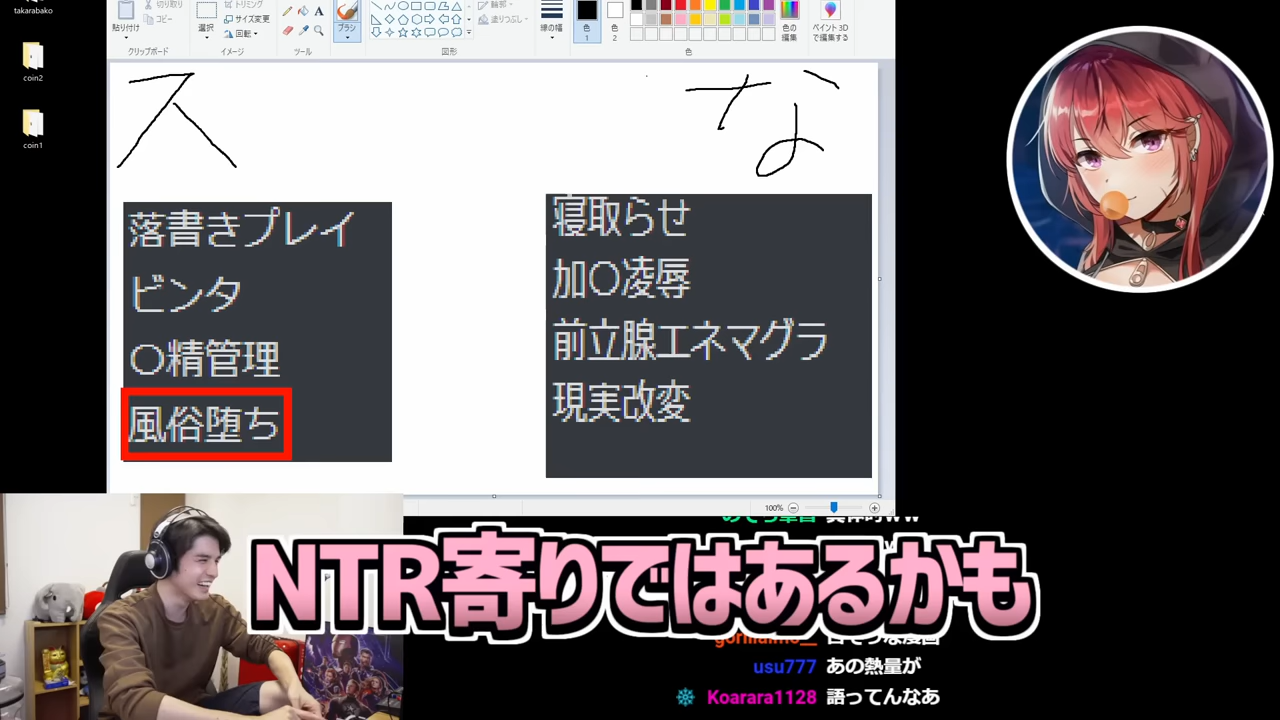 takarabako
coin2
coin1
貼り付け
切り取り
コピー
クリップボード
選択
トリミング
サイズ変更
回転
イメージ
A
ツール
ブラシ
輪郭
塗りつぶし
図形
線の幅
色
1
色
2
色の
編集
色
ペイント 3D
で編集する
ス
な
落書きプレイ
ビンタ
〇精管理
風俗堕ち
寝取らせ
加〇凌辱
前立腺エネマグラ
現実改変
100%
NTR寄りではあるかも
usu777 あの熱量が
Koarara1128 語ってんなあ